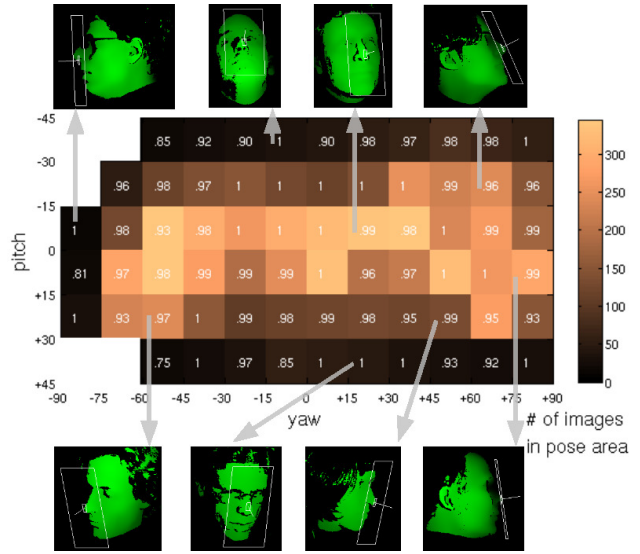 -45
.85 .92 .90 1 .90 .98 .97 .98 .98 1
-30
.96 .98 .97 1 1 1 1 1 .99 .96 .96
-15
1 .98 .93 .98 1 1 1 .99 .98 1 .99 .99
0
.81 .97 .98 .99 .99 .99 1 .96 .97 1 1 .99
+15
1 .93 .97 1 .99 .98 .99 .98 .95 .99 .95 .93
+30
.75 1 .97 .85 1 1 1 .93 .92 1
+45
pitch
-90 -75 -60 -45 -30 -15 0 +15 +30 +45 +60 +75 +90
yaw
300
250
200
150
100
50
0
# of images
in pose area